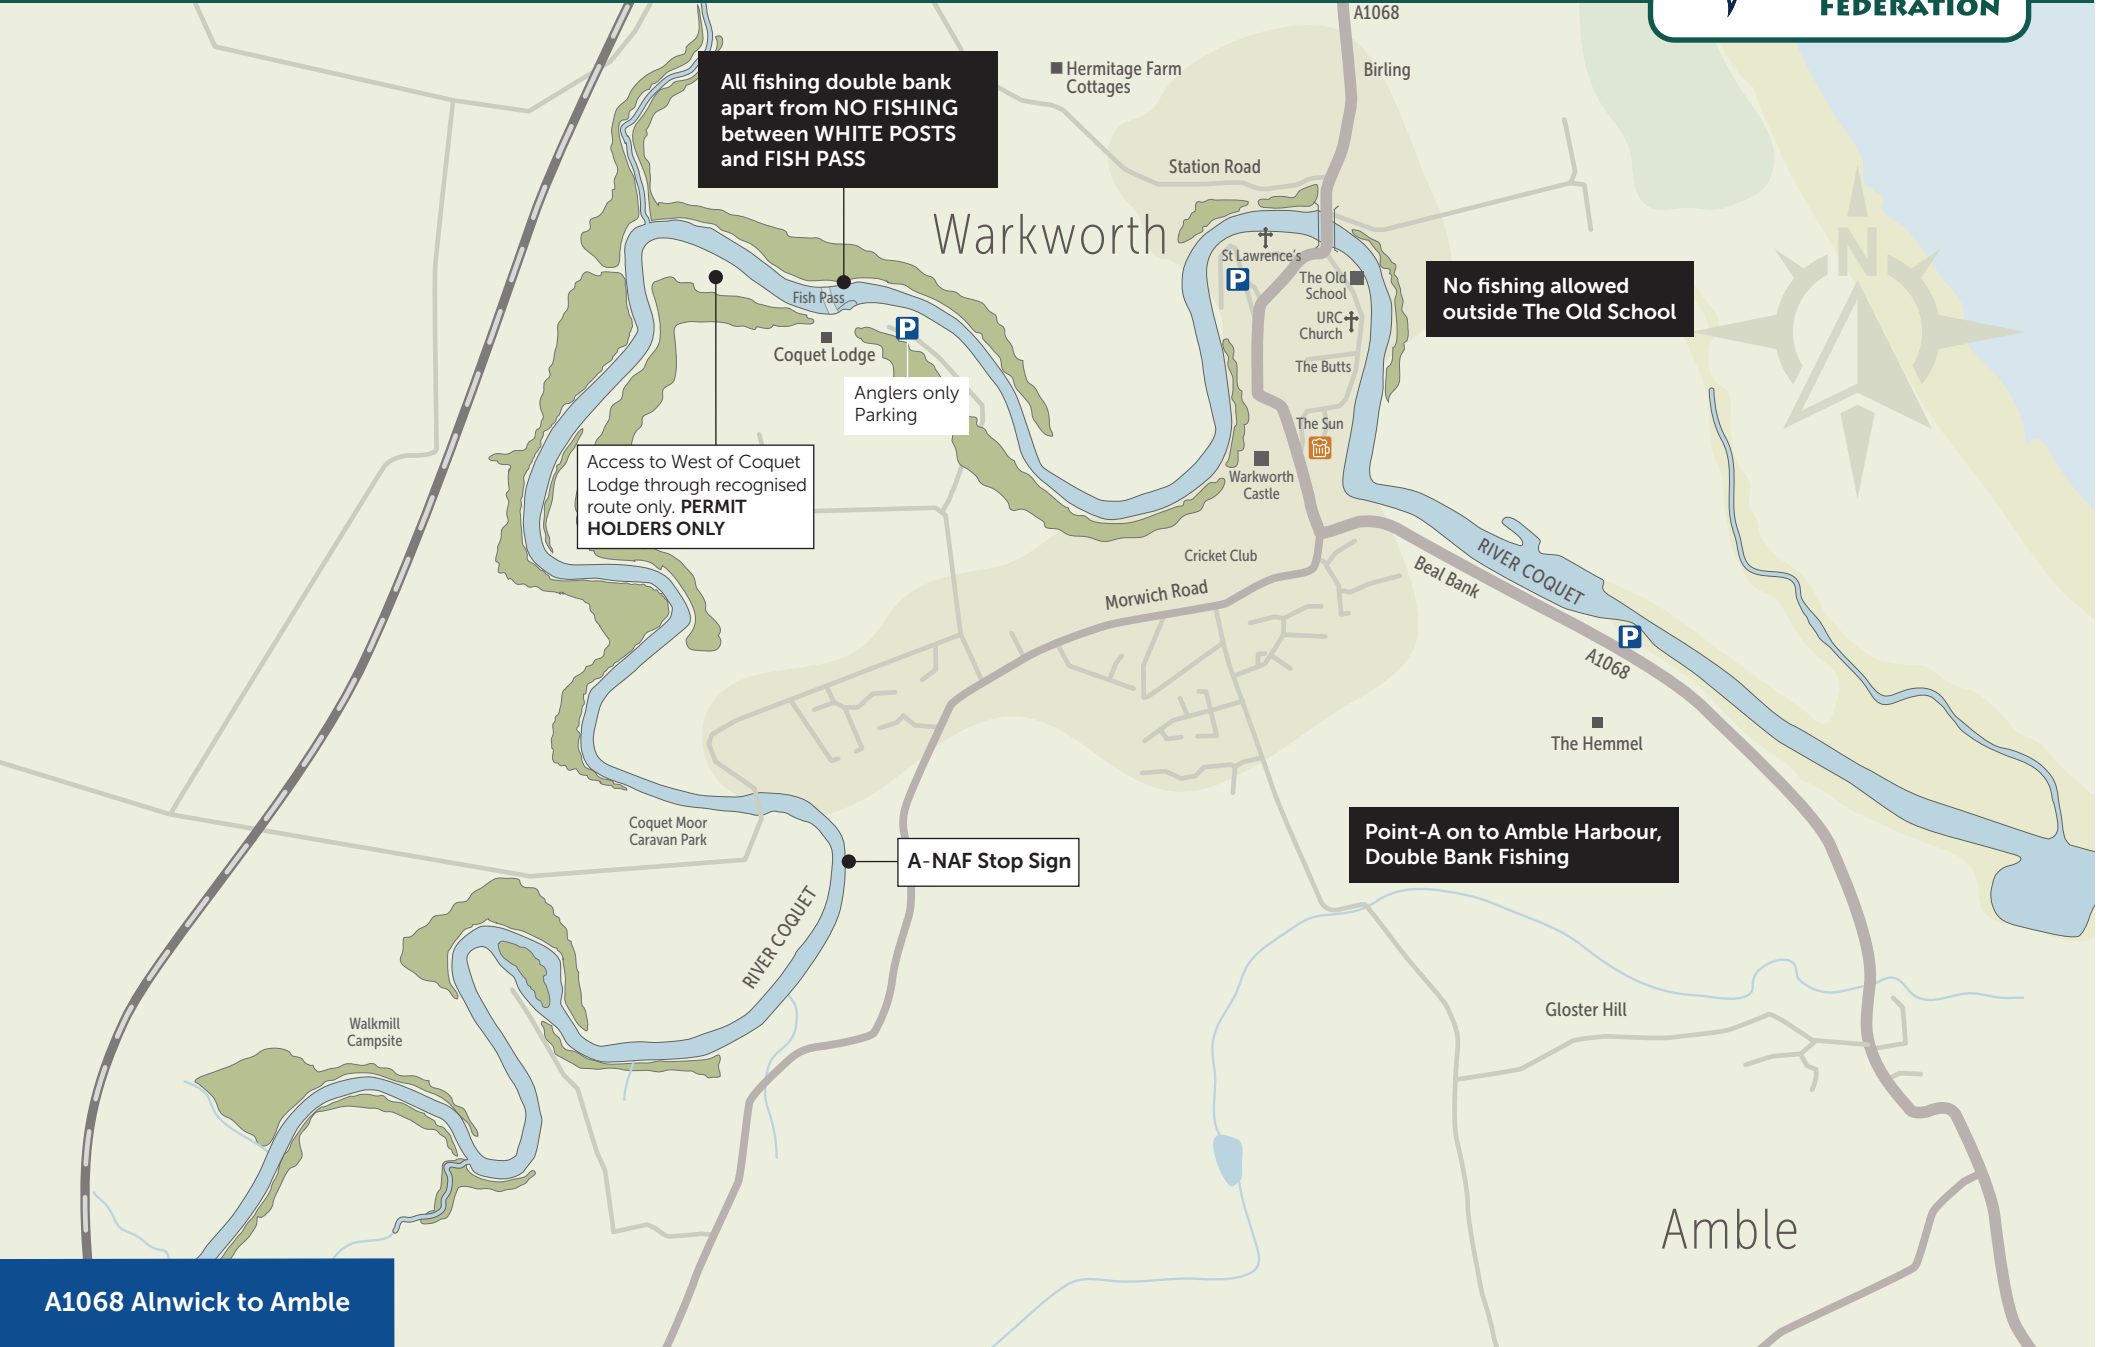 FEDERATION
A1068
Birling
Hermitage Farm
Cottages
All fishing double bank
apart from NO FISHING
between WHITE POSTS
and FISH PASS
Station Road
Warkworth
St Lawrence's
P
The Old
School
No fishing allowed
outside The Old School
N
Fish Pass
P
URC
Church
Coquet Lodge
The Butts
Anglers only
Parking
The Sun
Access to West of Coquet
Lodge through recognised
route only. PERMIT
HOLDERS ONLY
Warkworth
Castle
Cricket Club
RIVER COQUET
Beal Bank
Morwich Road
P
A1068
The Hemmel
Coquet Moor
Caravan Park
Point-A on to Amble Harbour,
Double Bank Fishing
A-NAF Stop Sign
RIVER COQUET
Gloster Hill
Walkmill
Campsite
Amble
A1068 Alnwick to Amble